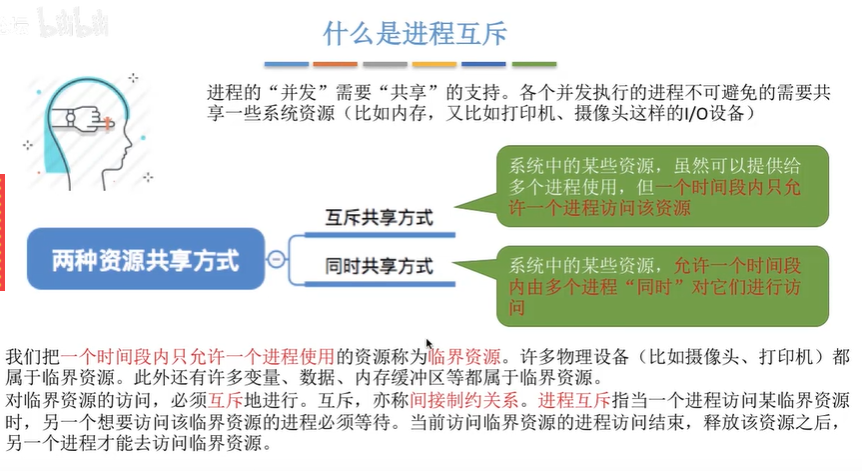 bilibili
什么是进程互斥
进程的“并发”需要“共享”的支持。各个并发执行的进程不可避免的需要共
享一些系统资源（比如内存，又比如打印机、摄像头这样的I/O设备）
系统中的某些资源，虽然可以提供给
多个进程使用，但一个时间段内只允
许一个进程访问该资源
互斥共享方式
两种资源共享方式
同时共享方式
系统中的某些资源，允许一个时间段
内由多个进程“同时”对它们进行访
问
我们把一个时间段内只允许一个进程使用的资源称为临界资源。许多物理设备（比如摄像头、打印机）都
属于临界资源。此外还有许多变量、数据、内存缓冲区等都属于临界资源。
对临界资源的访问，必须互斥地进行。互斥，亦称间接制约关系。进程互斥指当一个进程访问某临界资源
时，另一个想要访问该临界资源的进程必须等待。当前访问临界资源的进程访问结束，释放该资源之后，
另一个进程才能去访问临界资源。